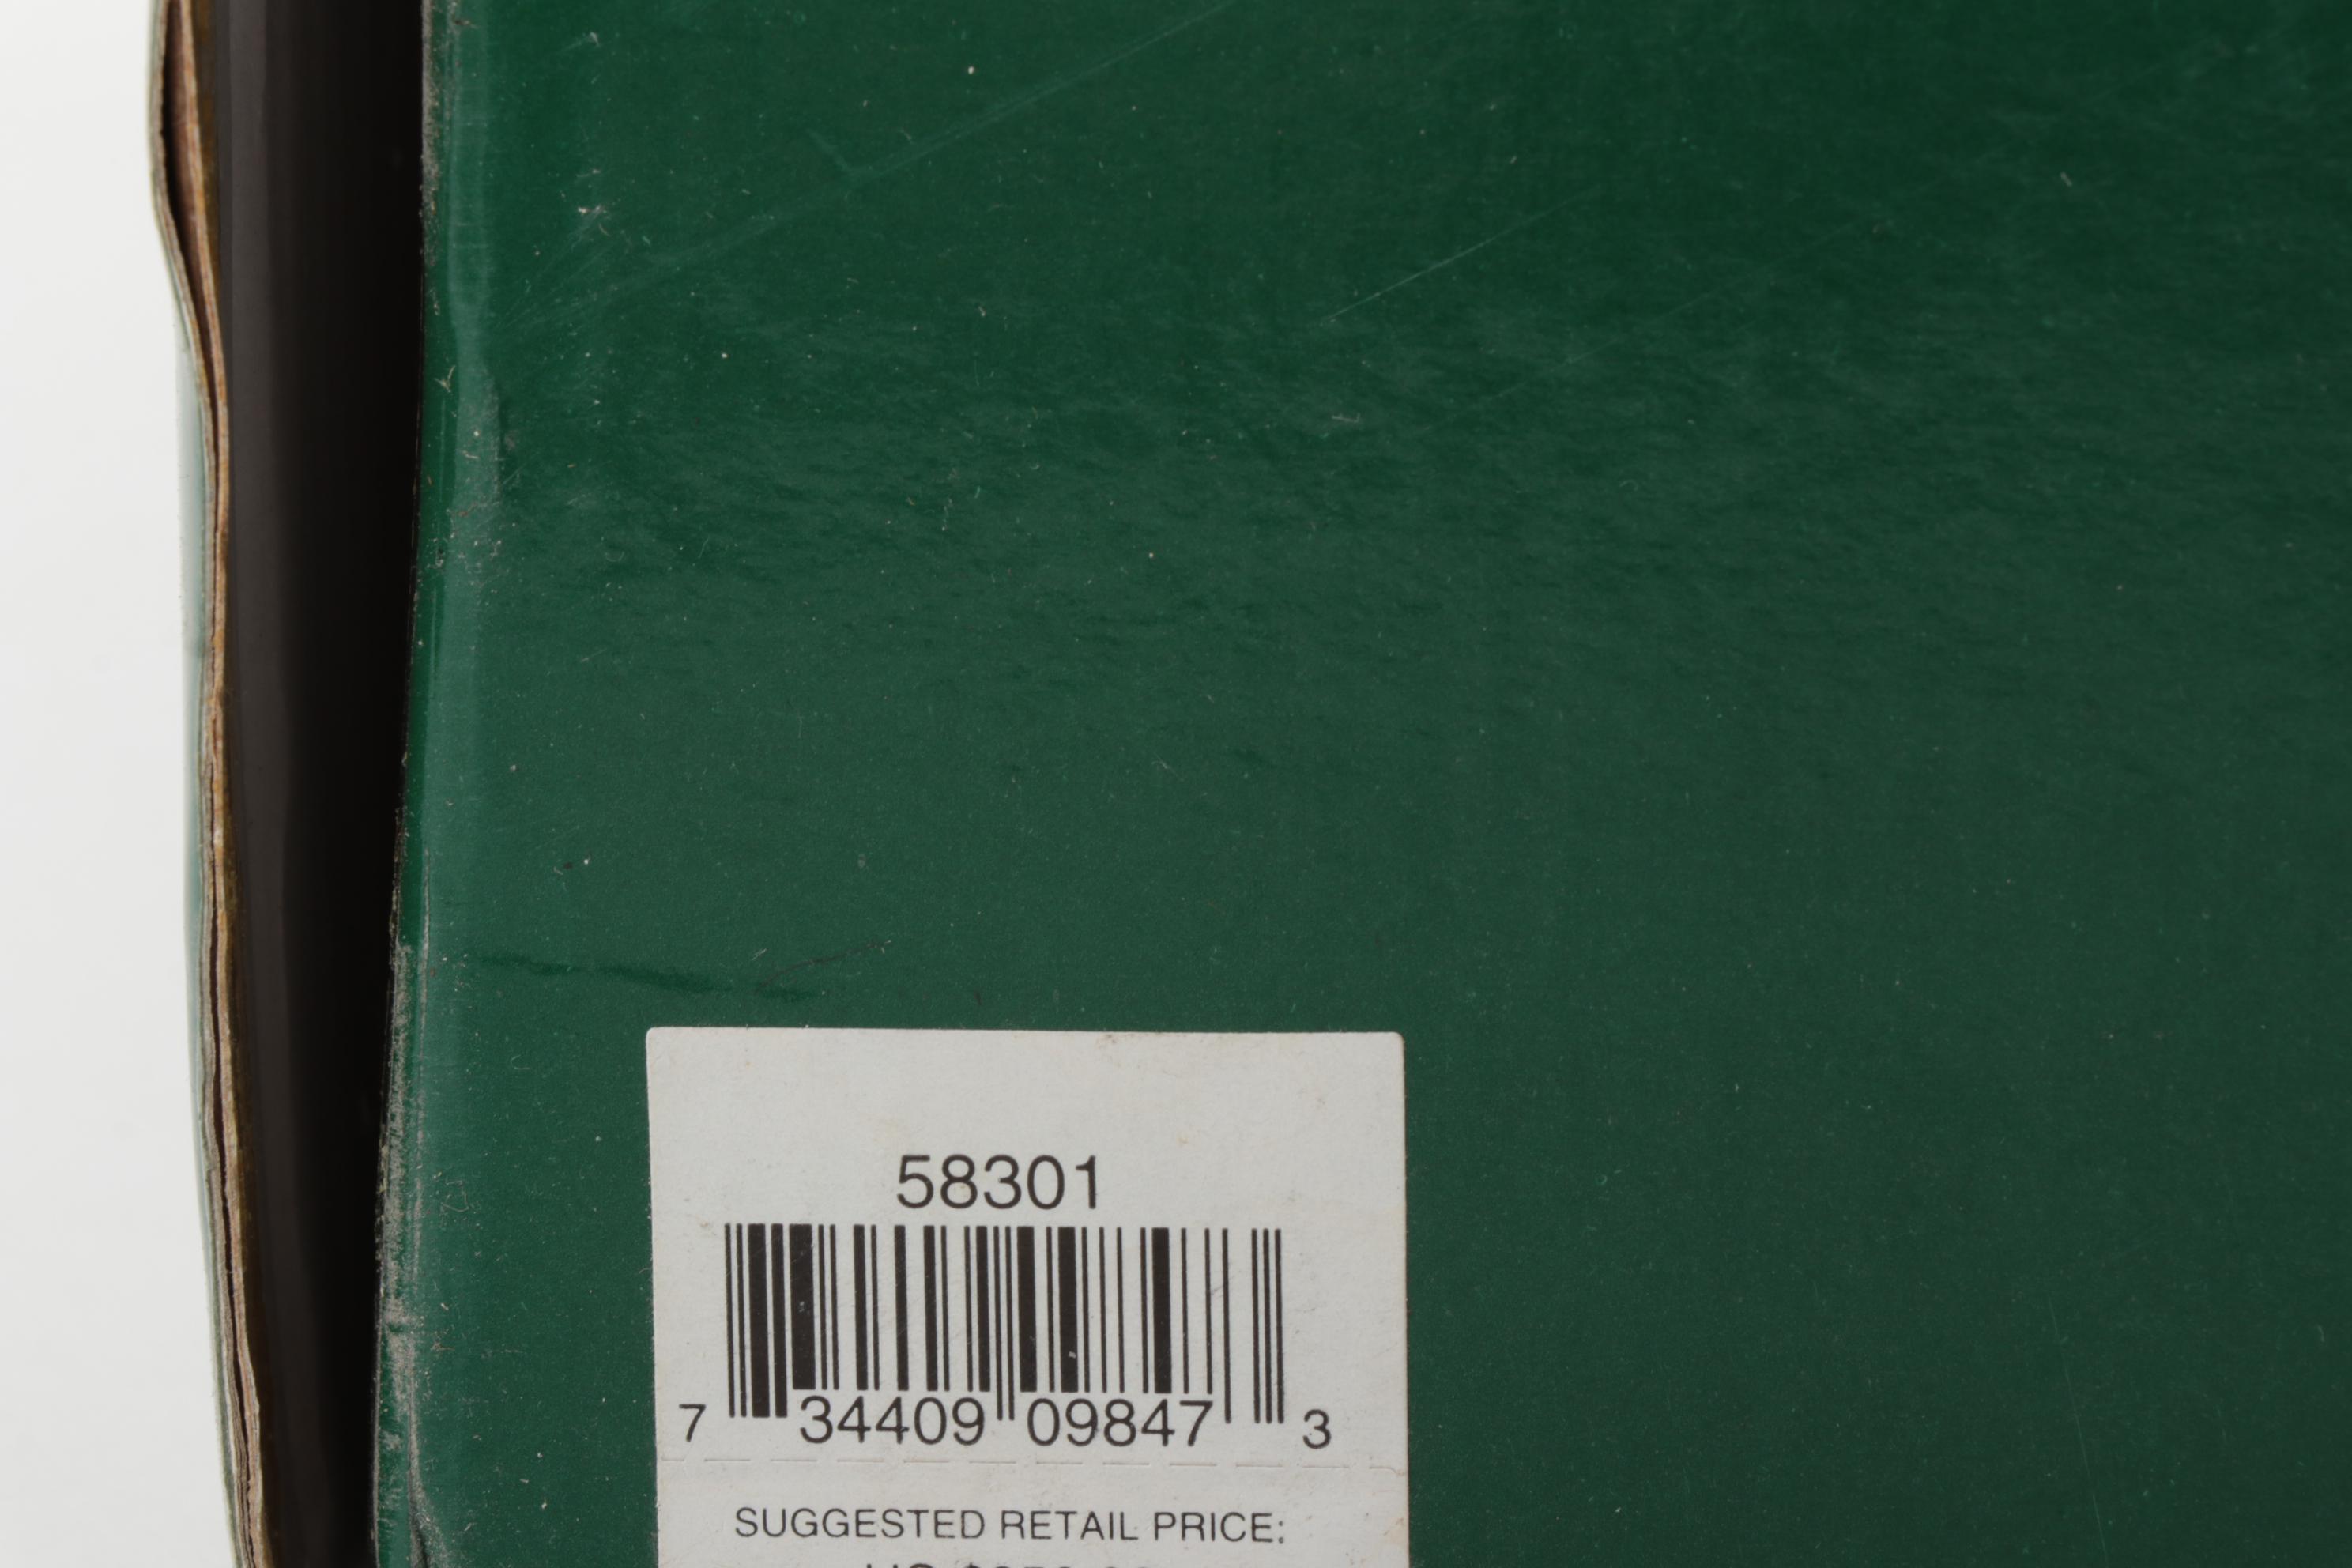 58301
7 34409 09847 3
SUGGESTED RETAIL PRICE: